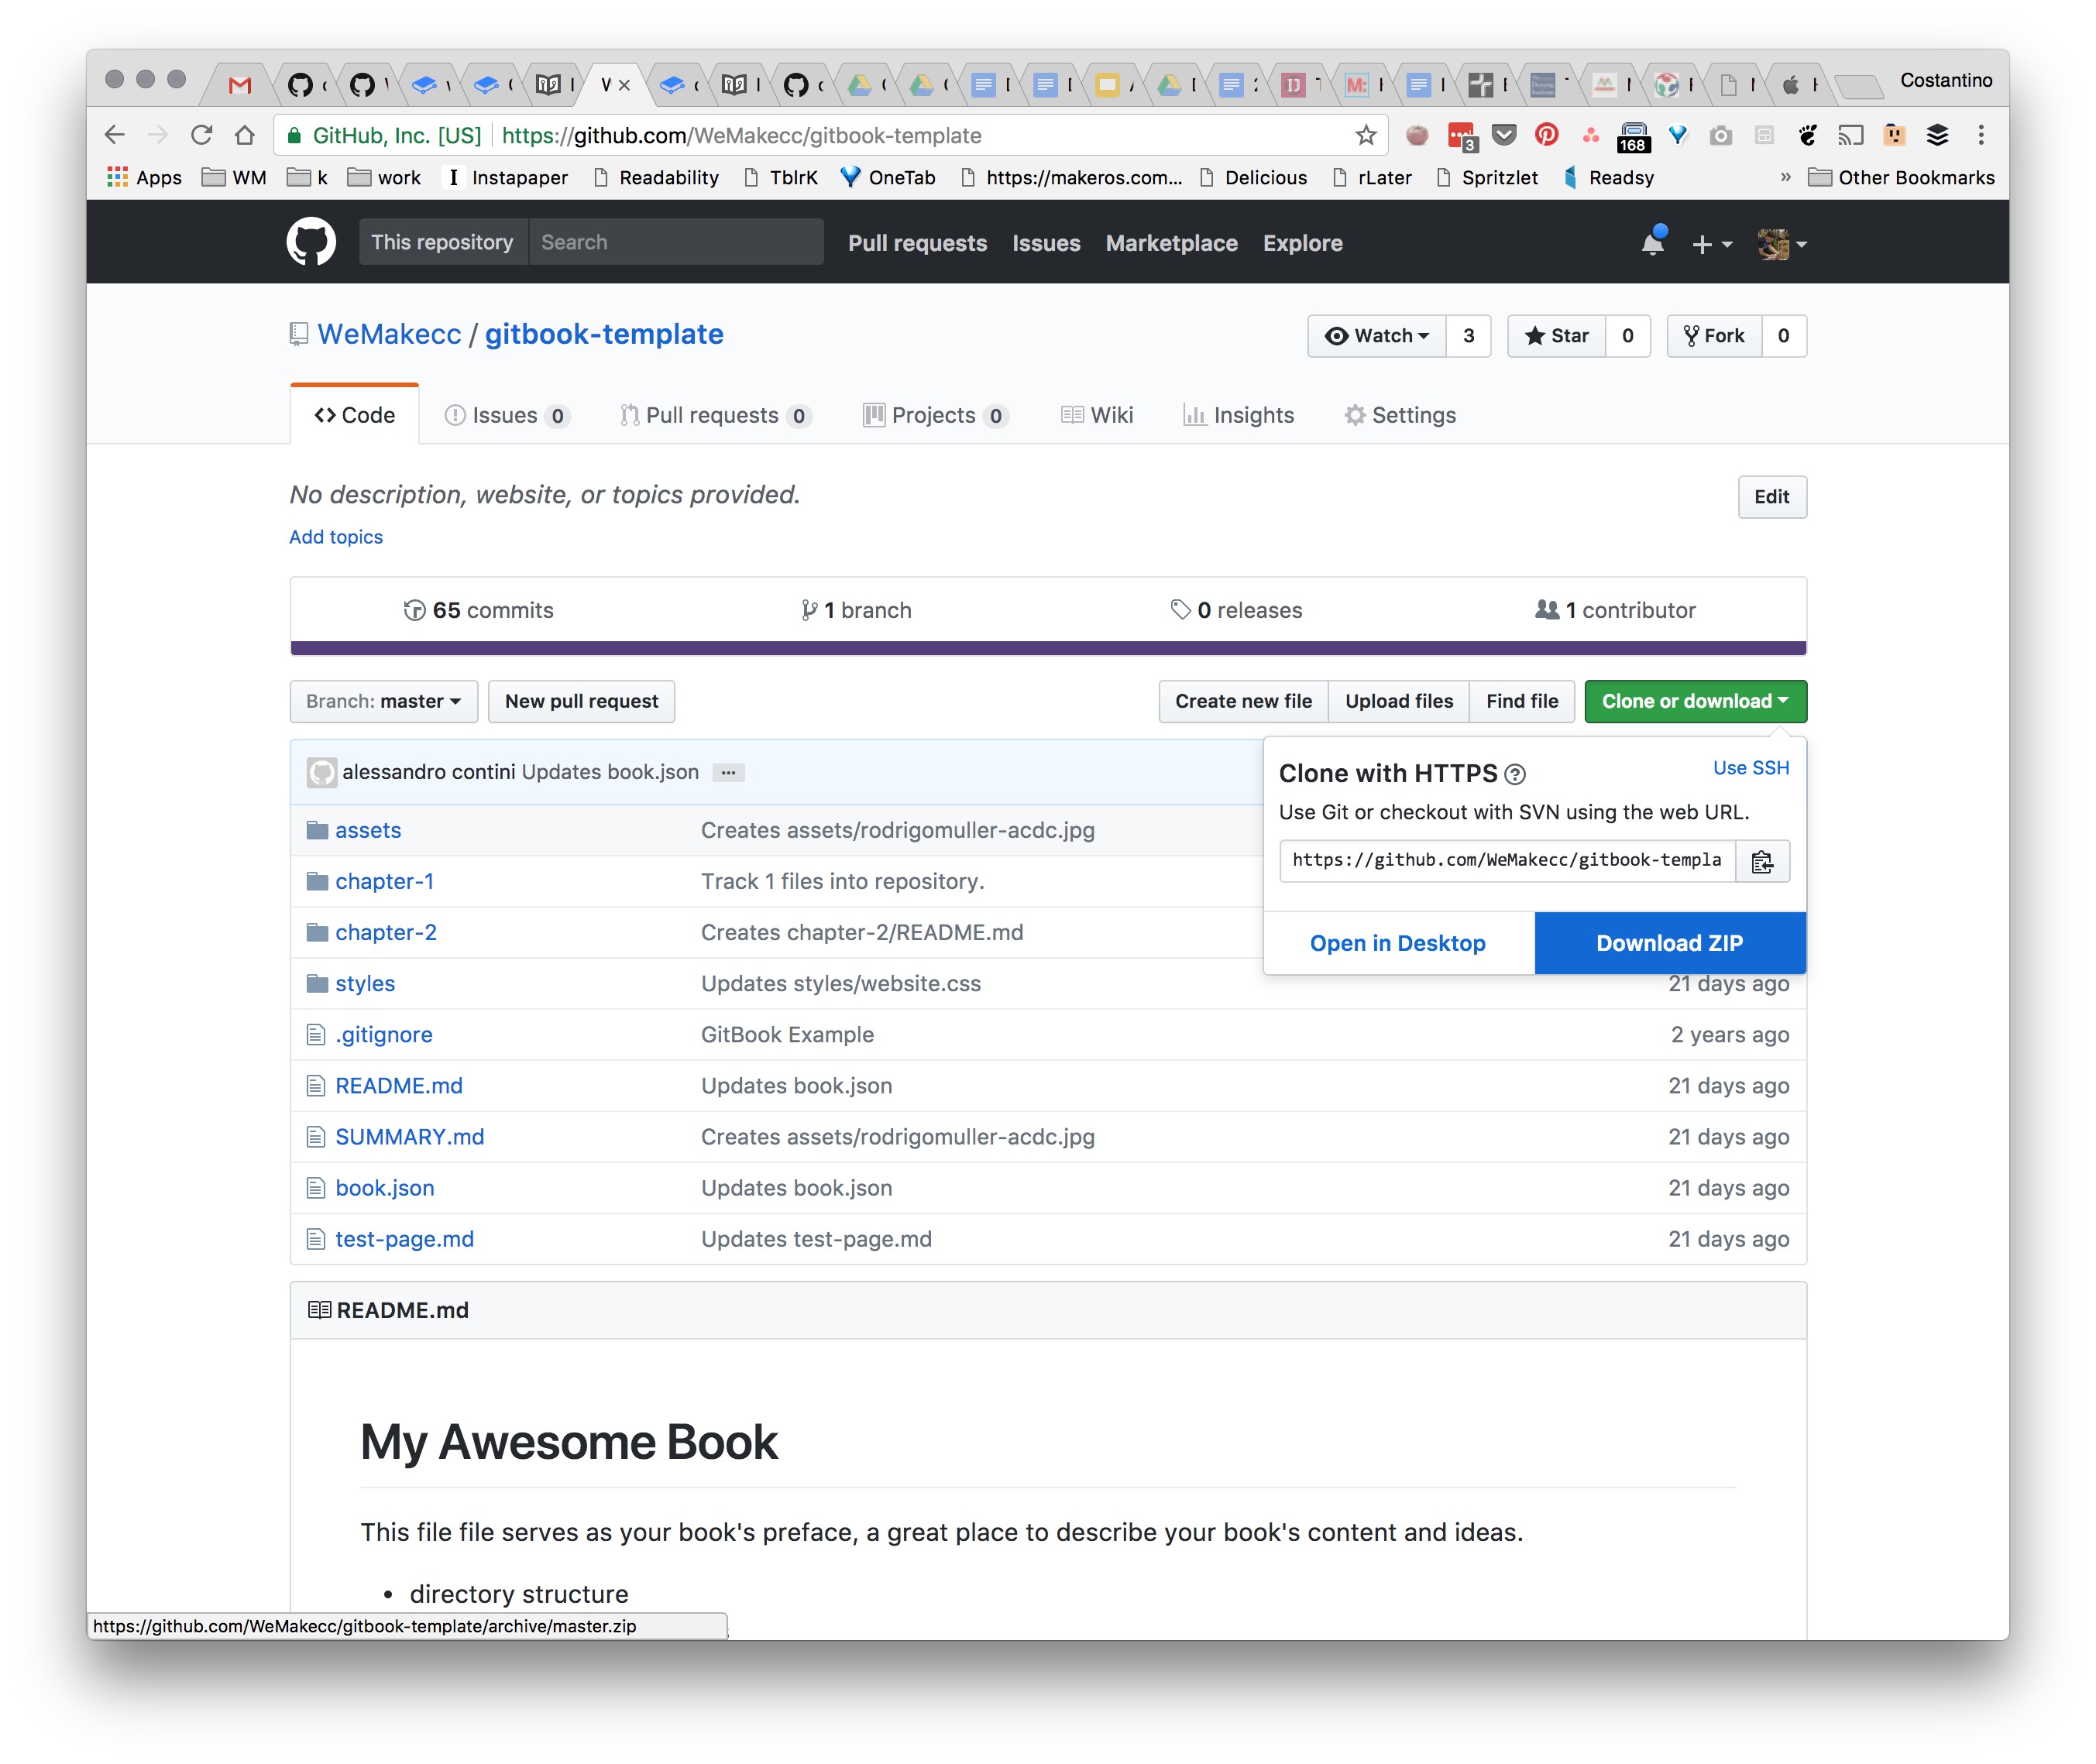 Costantino
GitHub, Inc. [US] https://github.com/WeMakecc/gitbook-template 3 168
Apps WM k work Instapaper Readability TblrK OneTab https://makeros.com... Delicious rLater Spritzlet Readsy » Other Bookmarks
This repository Search Pull requests Issues Marketplace Explore
WeMakecc / gitbook-template Watch 3 Star 0 Fork 0
Code Issues 0 Pull requests 0 Projects 0 Wiki Insights Settings
No description, website, or topics provided. Edit
Add topics
65 commits 1 branch 0 releases 1 contributor
Branch: master New pull request Create new file Upload files Find file Clone or download
alessandro contini Updates book.json ...
Clone with HTTPS Use SSH
Use Git or checkout with SVN using the web URL.
https://github.com/WeMakecc/gitbook-templa
Open in Desktop Download ZIP
assets Creates assets/rodrigomuller-acdc.jpg
chapter-1 Track 1 files into repository.
chapter-2 Creates chapter-2/README.md
styles Updates styles/website.css 21 days ago
.gitignore GitBook Example 2 years ago
README.md Updates book.json 21 days ago
SUMMARY.md Creates assets/rodrigomuller-acdc.jpg 21 days ago
book.json Updates book.json 21 days ago
test-page.md Updates test-page.md 21 days ago
README.md
My Awesome Book
This file file serves as your book's preface, a great place to describe your book's content and ideas.
• directory structure
https://github.com/WeMakecc/gitbook-template/archive/master.zip